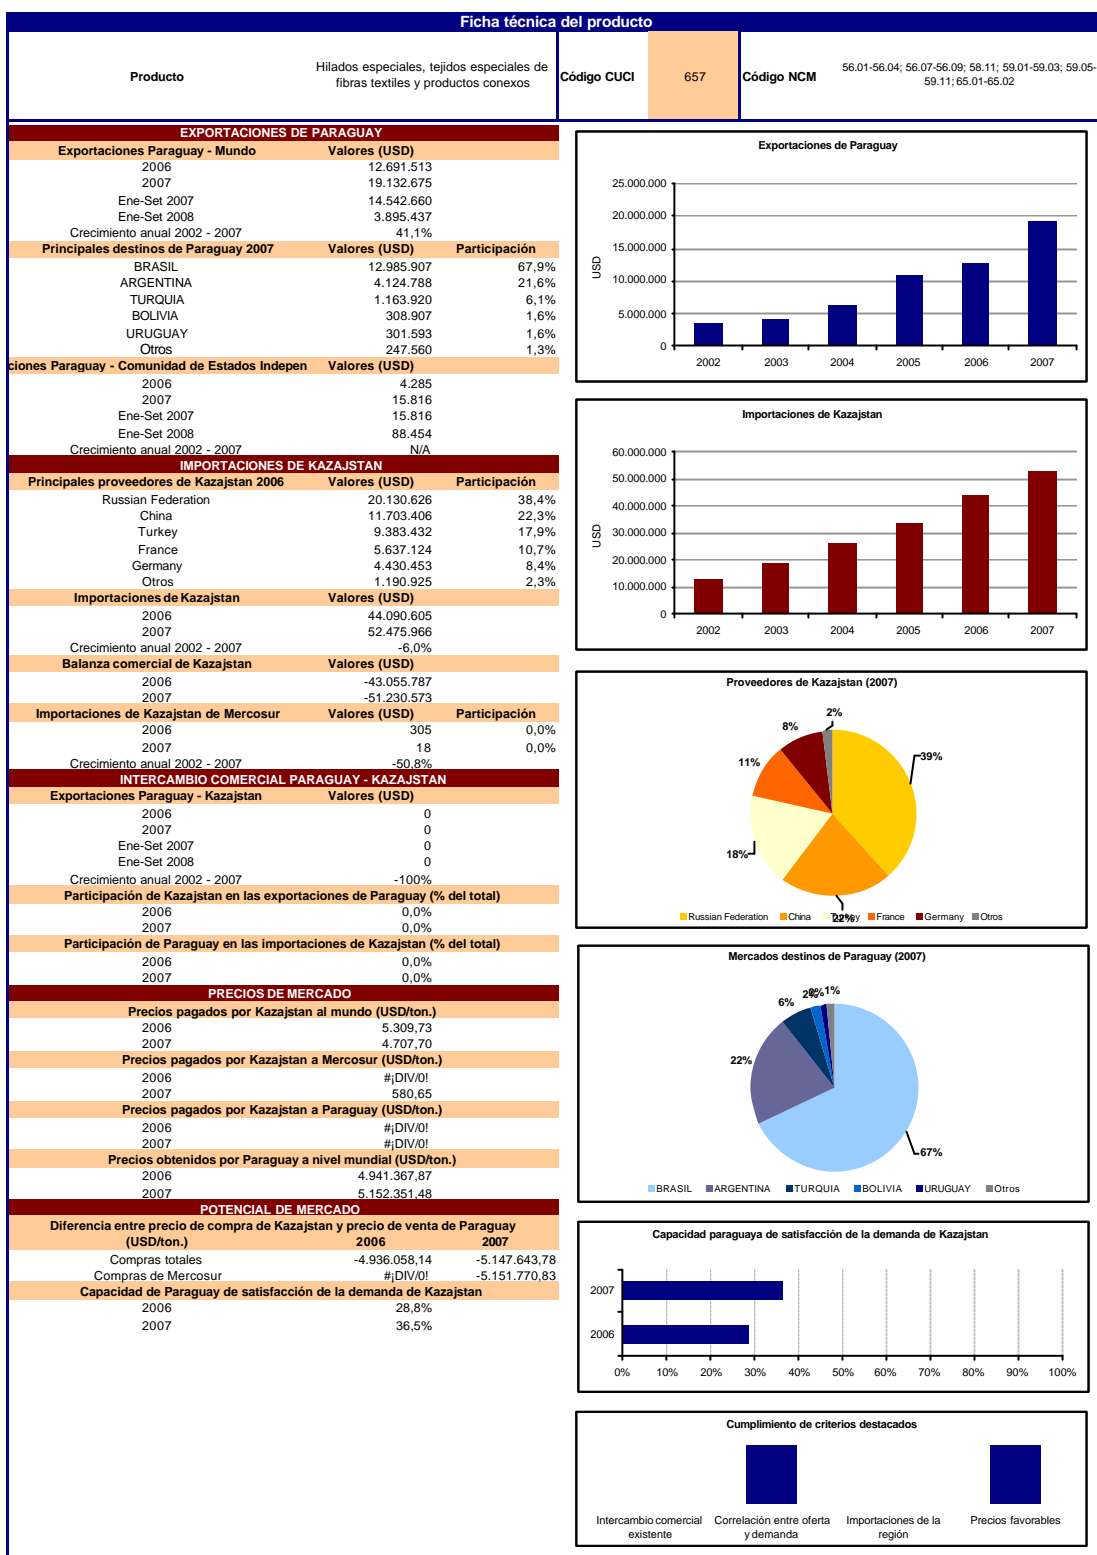 Ficha técnica del producto
Producto
Hilados especiales, tejidos especiales de
fibras textiles y productos conexos
Código CUCI
657
Código NCM
56.01-56.04; 56.07-56.09; 58.11; 59.01-59.03; 59.05-
59.11; 65.01-65.02
EXPORTACIONES DE PARAGUAY
Exportaciones Paraguay - Mundo Valores (USD)
2006 12.691.513
2007 19.132.675
Ene-Set 2007 14.542.660
Ene-Set 2008 3.895.437
Crecimiento anual 2002 - 2007 41,1%
Principales destinos de Paraguay 2007 Valores (USD) Participación
BRASIL 12.985.907 67,9%
ARGENTINA 4.124.788 21,6%
TURQUIA 1.163.920 6,1%
BOLIVIA 308.907 1,6%
URUGUAY 301.593 1,6%
Otros 247.560 1,3%
ciones Paraguay - Comunidad de Estados Indepen Valores (USD)
2006 4.285
2007 15.816
Ene-Set 2007 15.816
Ene-Set 2008 88.454
Crecimiento anual 2002 - 2007 N/A
IMPORTACIONES DE KAZAJSTAN
Principales proveedores de Kazajstan 2006 Valores (USD) Participación
Russian Federation 20.130.626 38,4%
China 11.703.406 22,3%
Turkey 9.383.432 17,9%
France 5.637.124 10,7%
Germany 4.430.453 8,4%
Otros 1.190.925 2,3%
Importaciones de Kazajstan Valores (USD)
2006 44.090.605
2007 52.475.966
Crecimiento anual 2002 - 2007 -6,0%
Balanza comercial de Kazajstan Valores (USD)
2006 -43.055.787
2007 -51.230.573
Importaciones de Kazajstan de Mercosur Valores (USD) Participación
2006 305 0,0%
2007 18 0,0%
Crecimiento anual 2002 - 2007 -50,8%
INTERCAMBIO COMERCIAL PARAGUAY - KAZAJSTAN
Exportaciones Paraguay - Kazajstan Valores (USD)
2006 0
2007 0
Ene-Set 2007 0
Ene-Set 2008 0
Crecimiento anual 2002 - 2007 -100%
Participación de Kazajstan en las exportaciones de Paraguay (% del total)
2006 0,0%
2007 0,0%
Participación de Paraguay en las importaciones de Kazajstan (% del total)
2006 0,0%
2007 0,0%
PRECIOS DE MERCADO
Precios pagados por Kazajstan al mundo (USD/ton.)
2006 5.309,73
2007 4.707,70
Precios pagados por Kazajstan a Mercosur (USD/ton.)
2006 #¡DIV/0!
2007 580,65
Precios pagados por Kazajstan a Paraguay (USD/ton.)
2006 #¡DIV/0!
2007 #¡DIV/0!
Precios obtenidos por Paraguay a nivel mundial (USD/ton.)
2006 4.941.367,87
2007 5.152.351,48
POTENCIAL DE MERCADO
Diferencia entre precio de compra de Kazajstan y precio de venta de Paraguay
(USD/ton.) 2006 2007
Compras totales -4.936.058,14 -5.147.643,78
Compras de Mercosur #¡DIV/0! -5.151.770,83
Capacidad de Paraguay de satisfacción de la demanda de Kazajstan
2006 28,8%
2007 36,5%
Exportaciones de Paraguay
25.000.000
20.000.000
15.000.000
10.000.000
5.000.000
0
USD
2002 2003 2004 2005 2006 2007
Importaciones de Kazajstan
60.000.000
50.000.000
40.000.000
30.000.000
20.000.000
10.000.000
0
USD
2002 2003 2004 2005 2006 2007
Proveedores de Kazajstan (2007)
2%
8%
39%
11%
18%
22%
Russian Federation China Turkey France Germany Otros
Mercados destinos de Paraguay (2007)
6% 2% 2% 1%
22%
67%
BRASIL ARGENTINA TURQUIA BOLIVIA URUGUAY Otros
Capacidad paraguaya de satisfacción de la demanda de Kazajstan
2007
2006
0% 10% 20% 30% 40% 50% 60% 70% 80% 90% 100%
Cumplimiento de criterios destacados
Intercambio comercial
existente
Correlación entre oferta
y demanda
Importaciones de la
región
Precios favorables